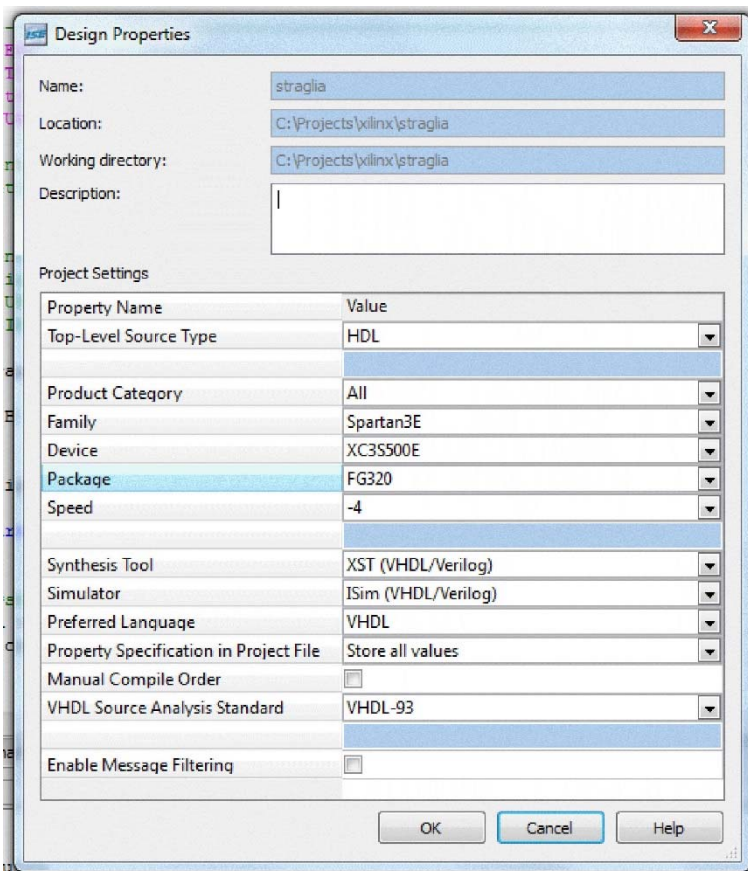 ISE Design Properties
Name: straglia
Location: C:\Projects\xilinx\straglia
Working directory: C:\Projects\xilinx\straglia
Description:
Project Settings
Property Name Value
Top-Level Source Type HDL
Product Category All
Family Spartan3E
Device XC3S500E
Package FG320
Speed -4
Synthesis Tool XST (VHDL/Verilog)
Simulator ISim (VHDL/Verilog)
Preferred Language VHDL
Property Specification in Project File Store all values
Manual Compile Order
VHDL Source Analysis Standard VHDL-93
Enable Message Filtering
OK Cancel Help